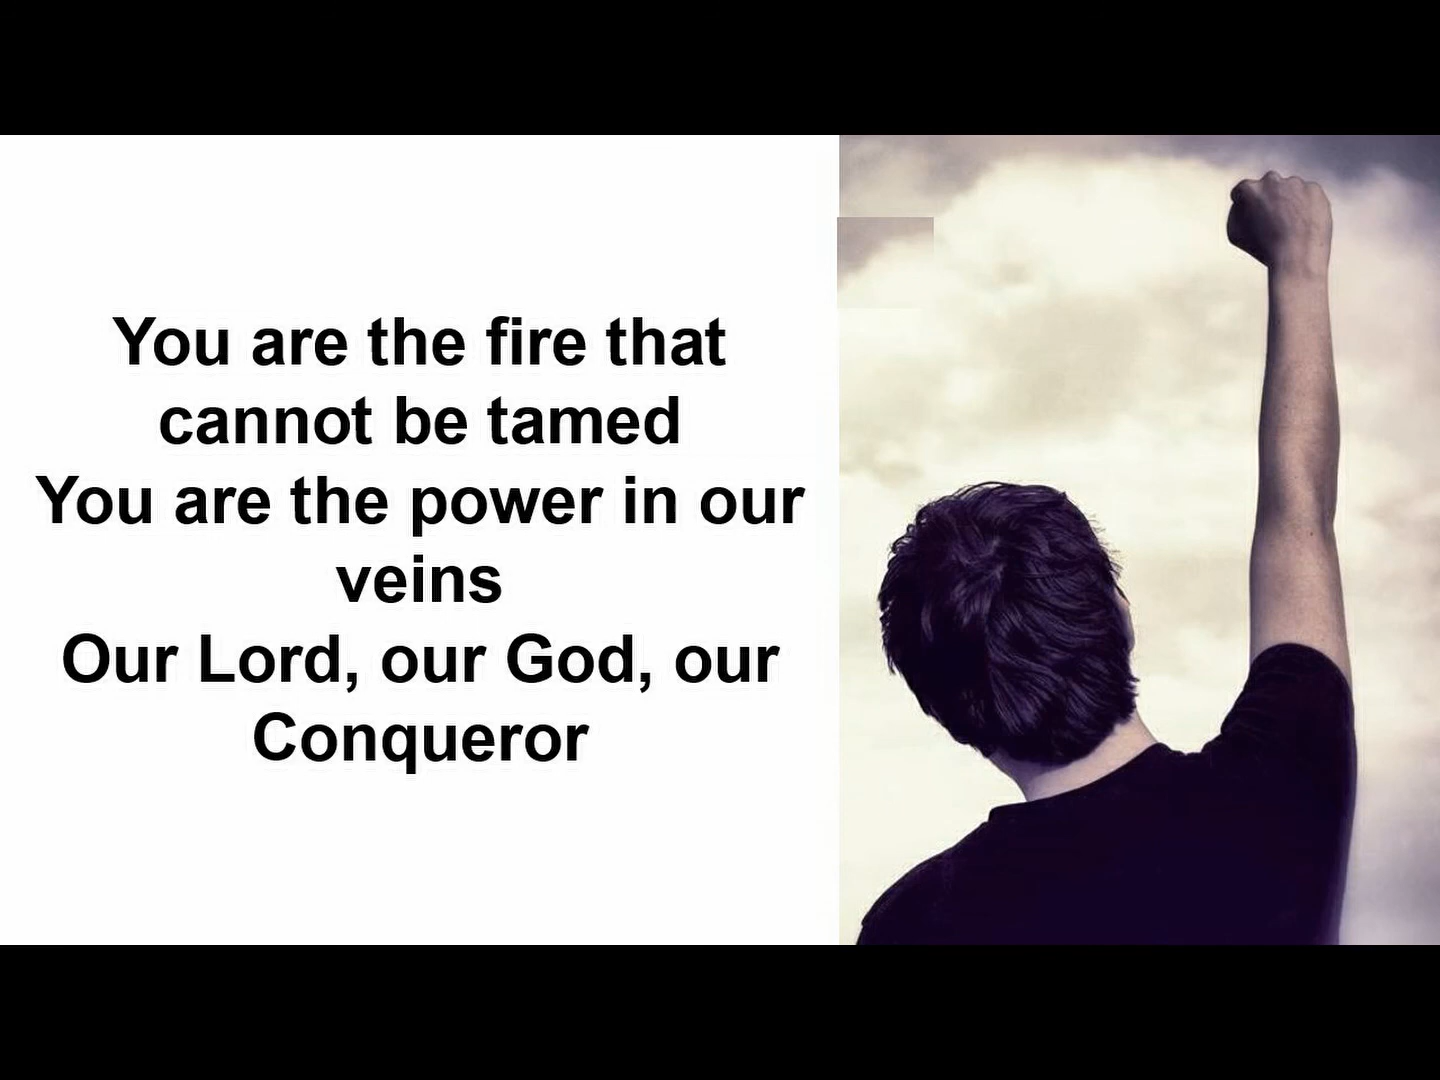 You are the fire that
cannot be tamed
You are the power in our
veins
Our Lord, our God, our
Conqueror